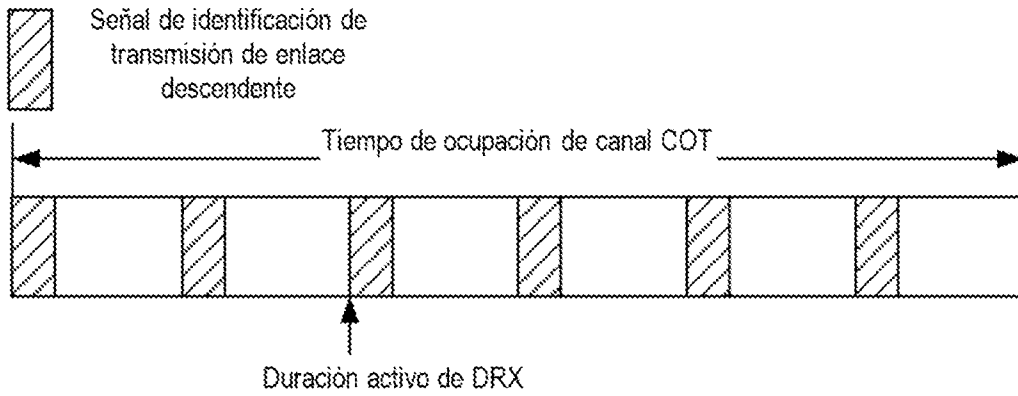 Señal de identificación de
transmisión de enlace
descendente
Tiempo de ocupación de canal COT
Duración activo de DRX